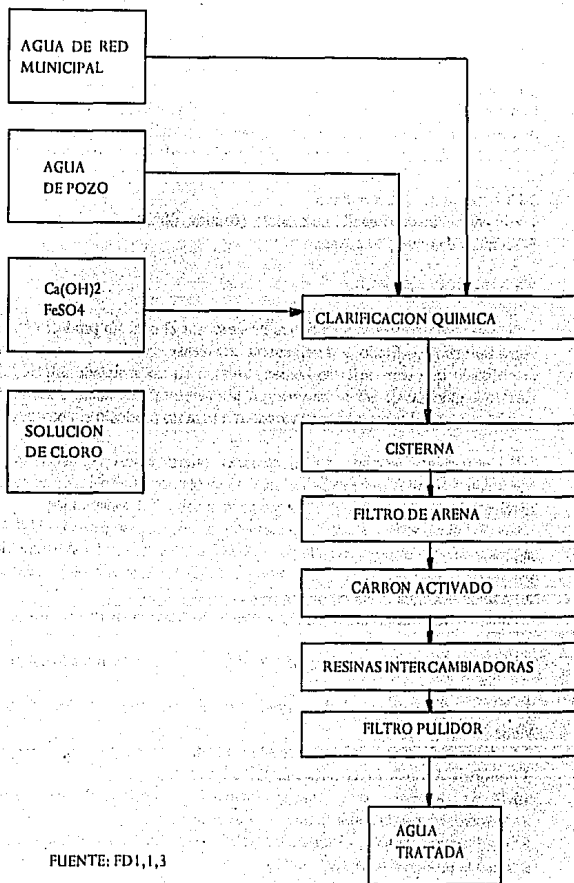 AGUA DE RED
MUNICIPAL
AGUA
DE POZO
Ca(OH)2
FeSO4
CLARIFICACION QUIMICA
SOLUCION
DE CLORO
CISTERNA
FILTRO DE ARENA
CARBON ACTIVADO
RESINAS INTERCAMBIADORAS
FILTRO PULIDOR
AGUA
TRATADA
FUENTE: FD1,1,3